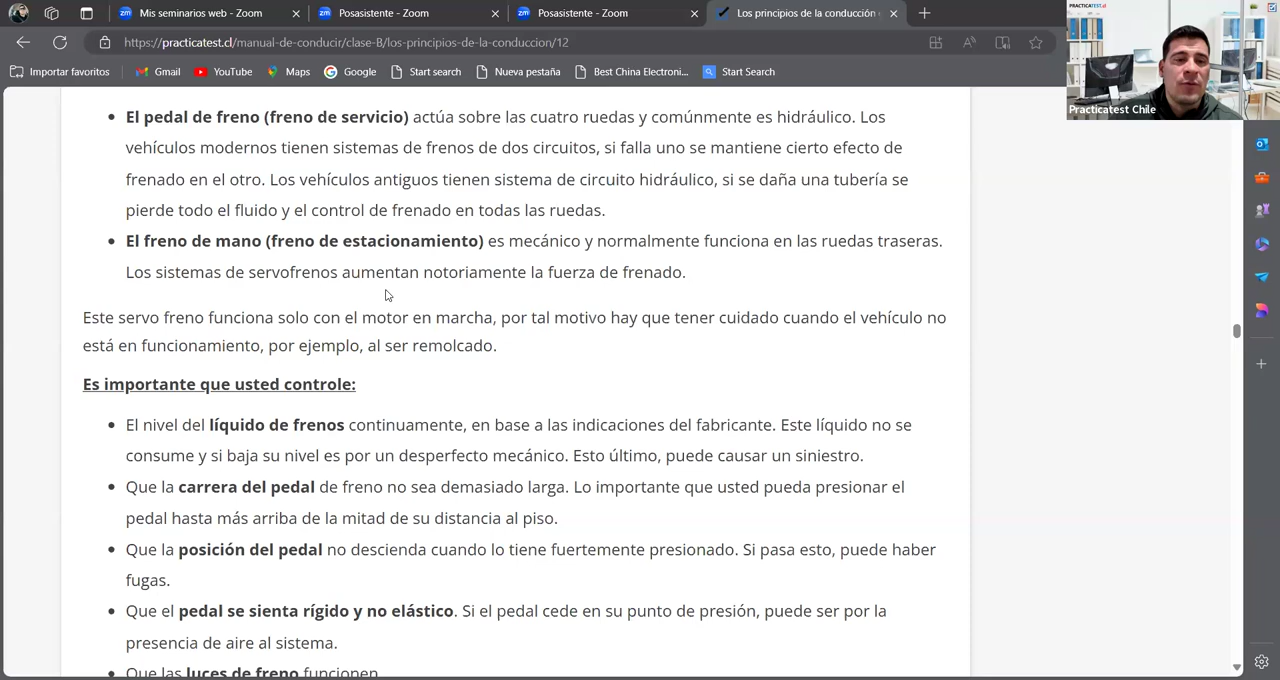 Mis seminarios web - Zoom
Posasistente - Zoom
Posasistente - Zoom
Los principios de la conducción
https://practicatest.cl/manual-de-conducir/clase-B/los-principios-de-la-conduccion/12
Importar favoritos
Gmail
YouTube
Maps
Google
Start search
Nueva pestaña
Best China Electroni...
Start Search
PRACTICATEST.cl
Practicatest Chile
El pedal de freno (freno de servicio) actúa sobre las cuatro ruedas y comúnmente es hidráulico. Los
vehículos modernos tienen sistemas de frenos de dos circuitos, si falla uno se mantiene cierto efecto de
frenado en el otro. Los vehículos antiguos tienen sistema de circuito hidráulico, si se daña una tubería se
pierde todo el fluido y el control de frenado en todas las ruedas.
El freno de mano (freno de estacionamiento) es mecánico y normalmente funciona en las ruedas traseras.
Los sistemas de servofrenos aumentan notoriamente la fuerza de frenado.
Este servo freno funciona solo con el motor en marcha, por tal motivo hay que tener cuidado cuando el vehículo no
está en funcionamiento, por ejemplo, al ser remolcado.
Es importante que usted controle:
El nivel del líquido de frenos continuamente, en base a las indicaciones del fabricante. Este líquido no se
consume y si baja su nivel es por un desperfecto mecánico. Esto último, puede causar un siniestro.
Que la carrera del pedal de freno no sea demasiado larga. Lo importante que usted pueda presionar el
pedal hasta más arriba de la mitad de su distancia al piso.
Que la posición del pedal no descienda cuando lo tiene fuertemente presionado. Si pasa esto, puede haber
fugas.
Que el pedal se sienta rígido y no elástico. Si el pedal cede en su punto de presión, puede ser por la
presencia de aire al sistema.
Que las luces de freno funcionen